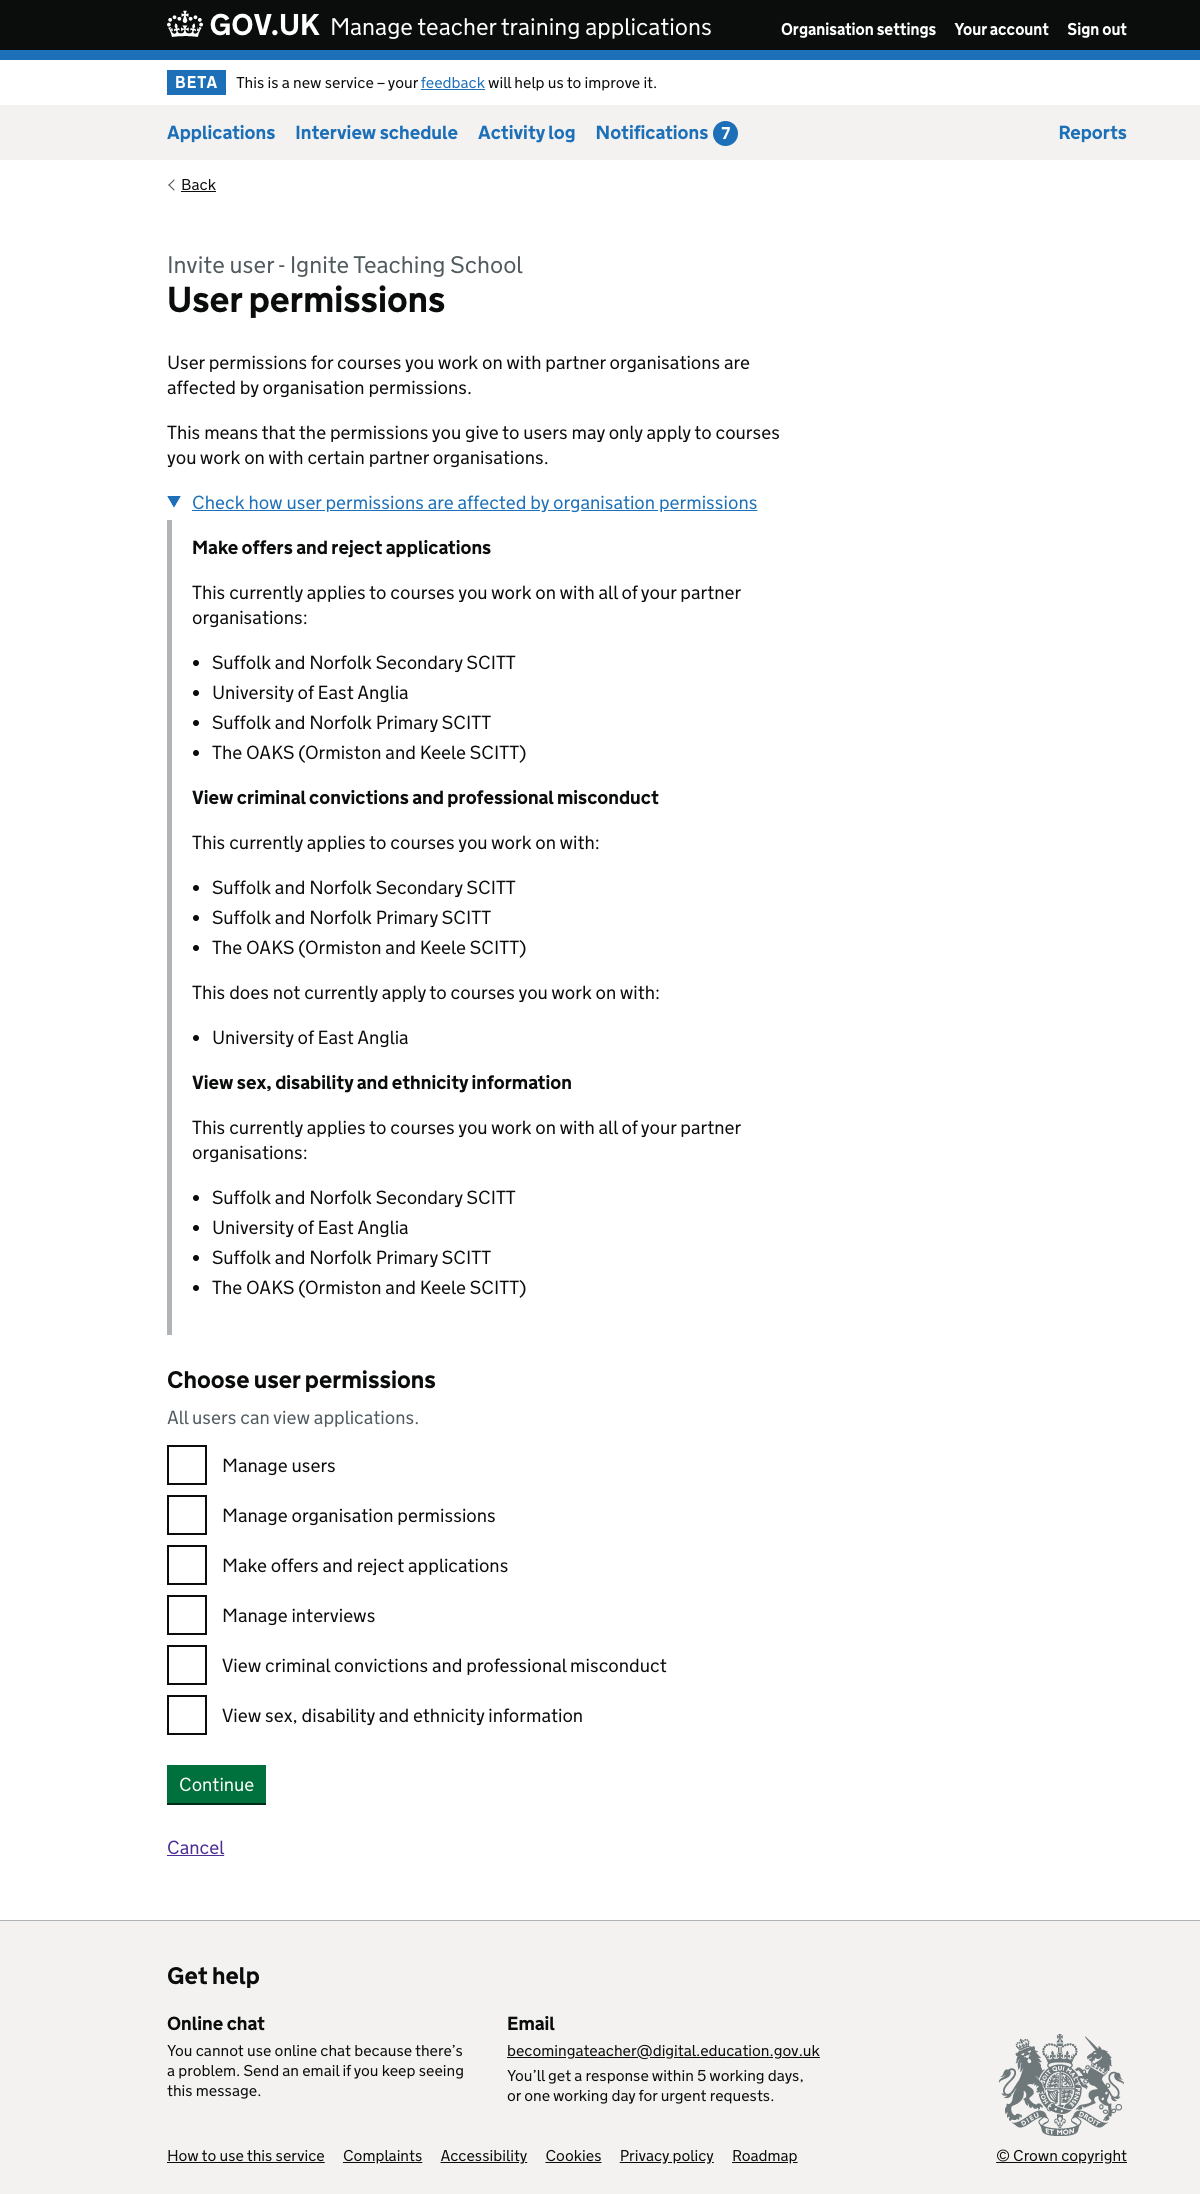 GOV.UK Manage teacher training applications Organisation settings Your account Sign out
BETA This is a new service – your feedback will help us to improve it.
Applications Interview schedule Activity log Notifications 7 Reports
Back
Invite user - Ignite Teaching School
User permissions
User permissions for courses you work on with partner organisations are
affected by organisation permissions.
This means that the permissions you give to users may only apply to courses
you work on with certain partner organisations.
Check how user permissions are affected by organisation permissions
Make offers and reject applications
This currently applies to courses you work on with all of your partner
organisations:
• Suffolk and Norfolk Secondary SCITT
• University of East Anglia
• Suffolk and Norfolk Primary SCITT
• The OAKS (Ormiston and Keele SCITT)
View criminal convictions and professional misconduct
This currently applies to courses you work on with:
• Suffolk and Norfolk Secondary SCITT
• Suffolk and Norfolk Primary SCITT
• The OAKS (Ormiston and Keele SCITT)
This does not currently apply to courses you work on with:
• University of East Anglia
View sex, disability and ethnicity information
This currently applies to courses you work on with all of your partner
organisations:
• Suffolk and Norfolk Secondary SCITT
• University of East Anglia
• Suffolk and Norfolk Primary SCITT
• The OAKS (Ormiston and Keele SCITT)
Choose user permissions
All users can view applications.
Manage users
Manage organisation permissions
Make offers and reject applications
Manage interviews
View criminal convictions and professional misconduct
View sex, disability and ethnicity information
Continue
Cancel
Get help
Online chat
You cannot use online chat because there’s
a problem. Send an email if you keep seeing
this message.
Email
becomingateacher@digital.education.gov.uk
You’ll get a response within 5 working days,
or one working day for urgent requests.
DIEU ET MON DROIT
How to use this service Complaints Accessibility Cookies Privacy policy Roadmap © Crown copyright